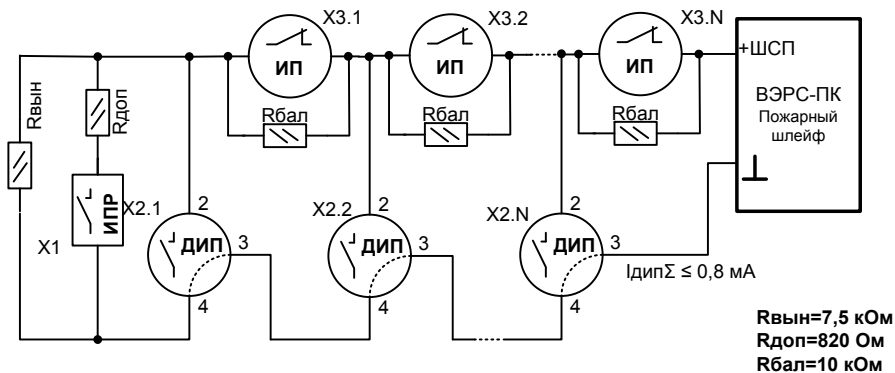 X3.1
X3.2
X3.N
ИП
ИП
ИП
+ШСП
ВЭРС-ПК
Пожарный
шлейф
Rвын
Rдоп
Rбал
Rбал
Rбал
ИПР
X1
X2.1
X2.2
X2.N
2
2
2
ДИП
ДИП
ДИП
3
3
3
4
4
4
IдипΣ ≤ 0,8 мА
Rвын=7,5 кОм
Rдоп=820 Ом
Rбал=10 кОм